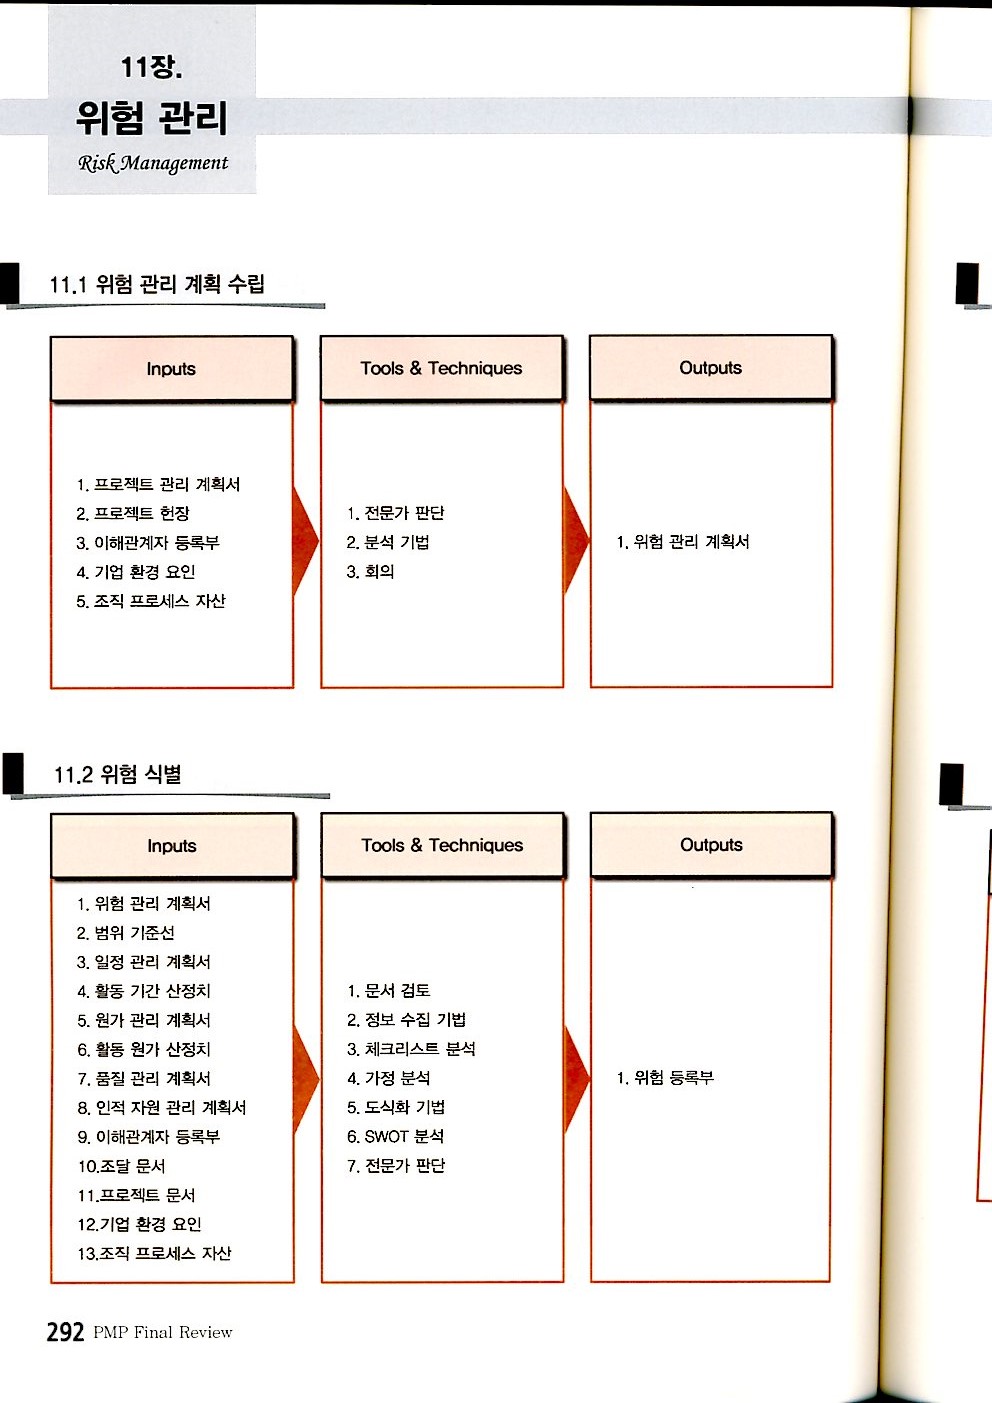 11장.
위험 관리
Risk Management
11.1 위험 관리 계획 수립
Inputs
1. 프로젝트 관리 계획서
2. 프로젝트 헌장
3. 이해관계자 등록부
4. 기업 환경 요인
5. 조직 프로세스 자산
Tools & Techniques
1. 전문가 판단
2. 분석 기법
3. 회의
Outputs
1. 위험 관리 계획서
11.2 위험 식별
Inputs
1. 위험 관리 계획서
2. 범위 기준선
3. 일정 관리 계획서
4. 활동 기간 산정치
5. 원가 관리 계획서
6. 활동 원가 산정치
7. 품질 관리 계획서
8. 인적 자원 관리 계획서
9. 이해관계자 등록부
10.조달 문서
11.프로젝트 문서
12.기업 환경 요인
13.조직 프로세스 자산
Tools & Techniques
1. 문서 검토
2. 정보 수집 기법
3. 체크리스트 분석
4. 가정 분석
5. 도식화 기법
6. SWOT 분석
7. 전문가 판단
Outputs
1. 위험 등록부
292 PMP Final Review